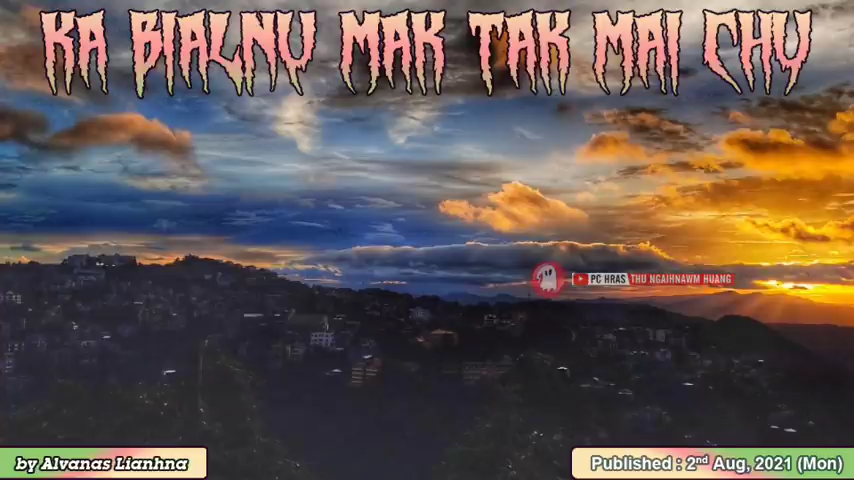 KA BIALNU MAK TAK MAI CHU
PC HRAS THU NGAIHNAWM HUANG
by Alvanas Lianhna
Published : 2nd Aug, 2021 (Mon)